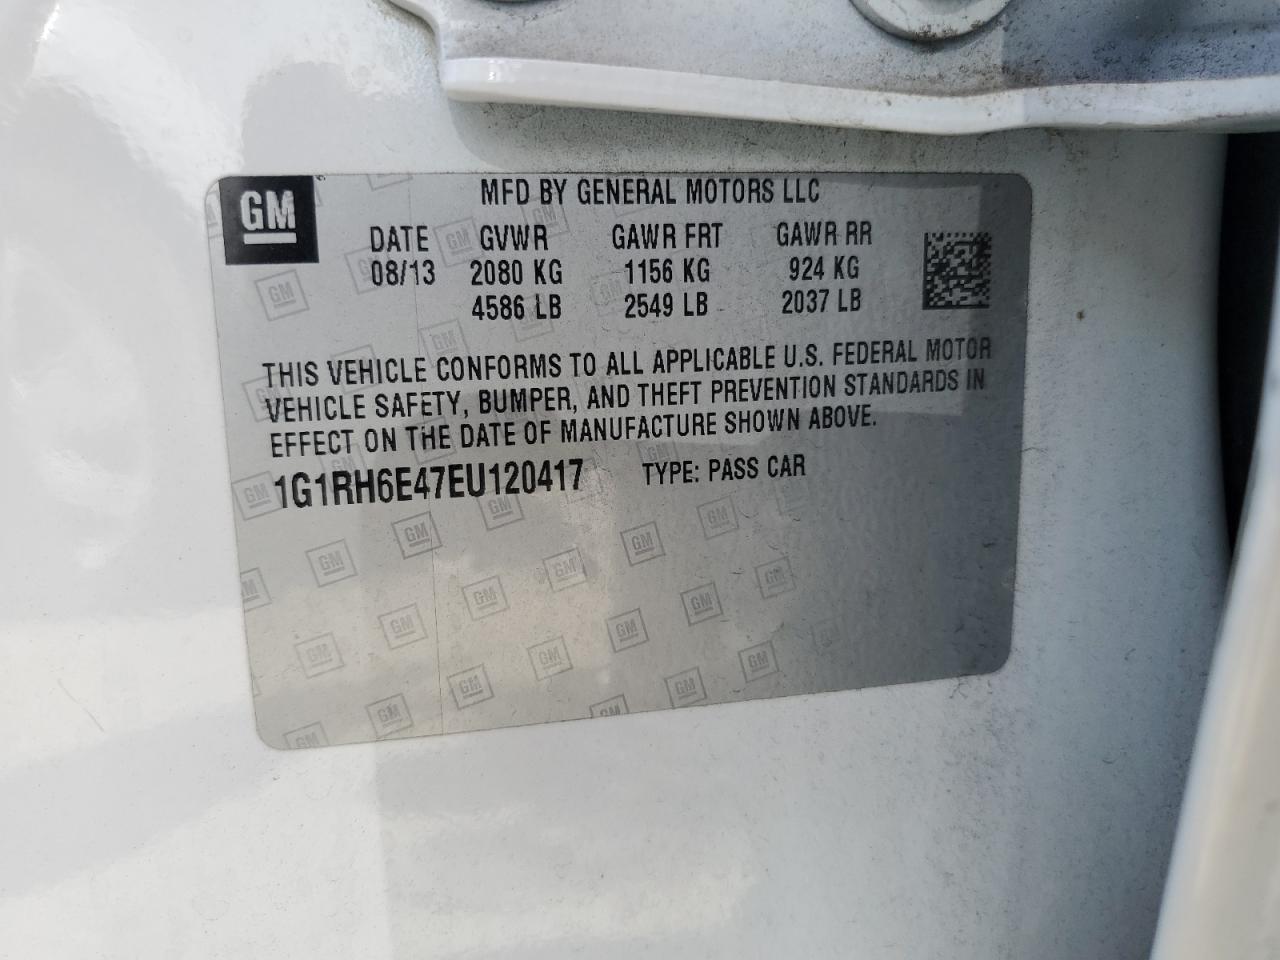 GM
MFD BY GENERAL MOTORS LLC
DATE GVWR GAWR FRT GAWR RR
08/13 2080 KG 1156 KG 924 KG
4586 LB 2549 LB 2037 LB
THIS VEHICLE CONFORMS TO ALL APPLICABLE U.S. FEDERAL MOTOR
VEHICLE SAFETY, BUMPER, AND THEFT PREVENTION STANDARDS IN
EFFECT ON THE DATE OF MANUFACTURE SHOWN ABOVE.
1G1RH6E47EU120417 TYPE: PASS CAR